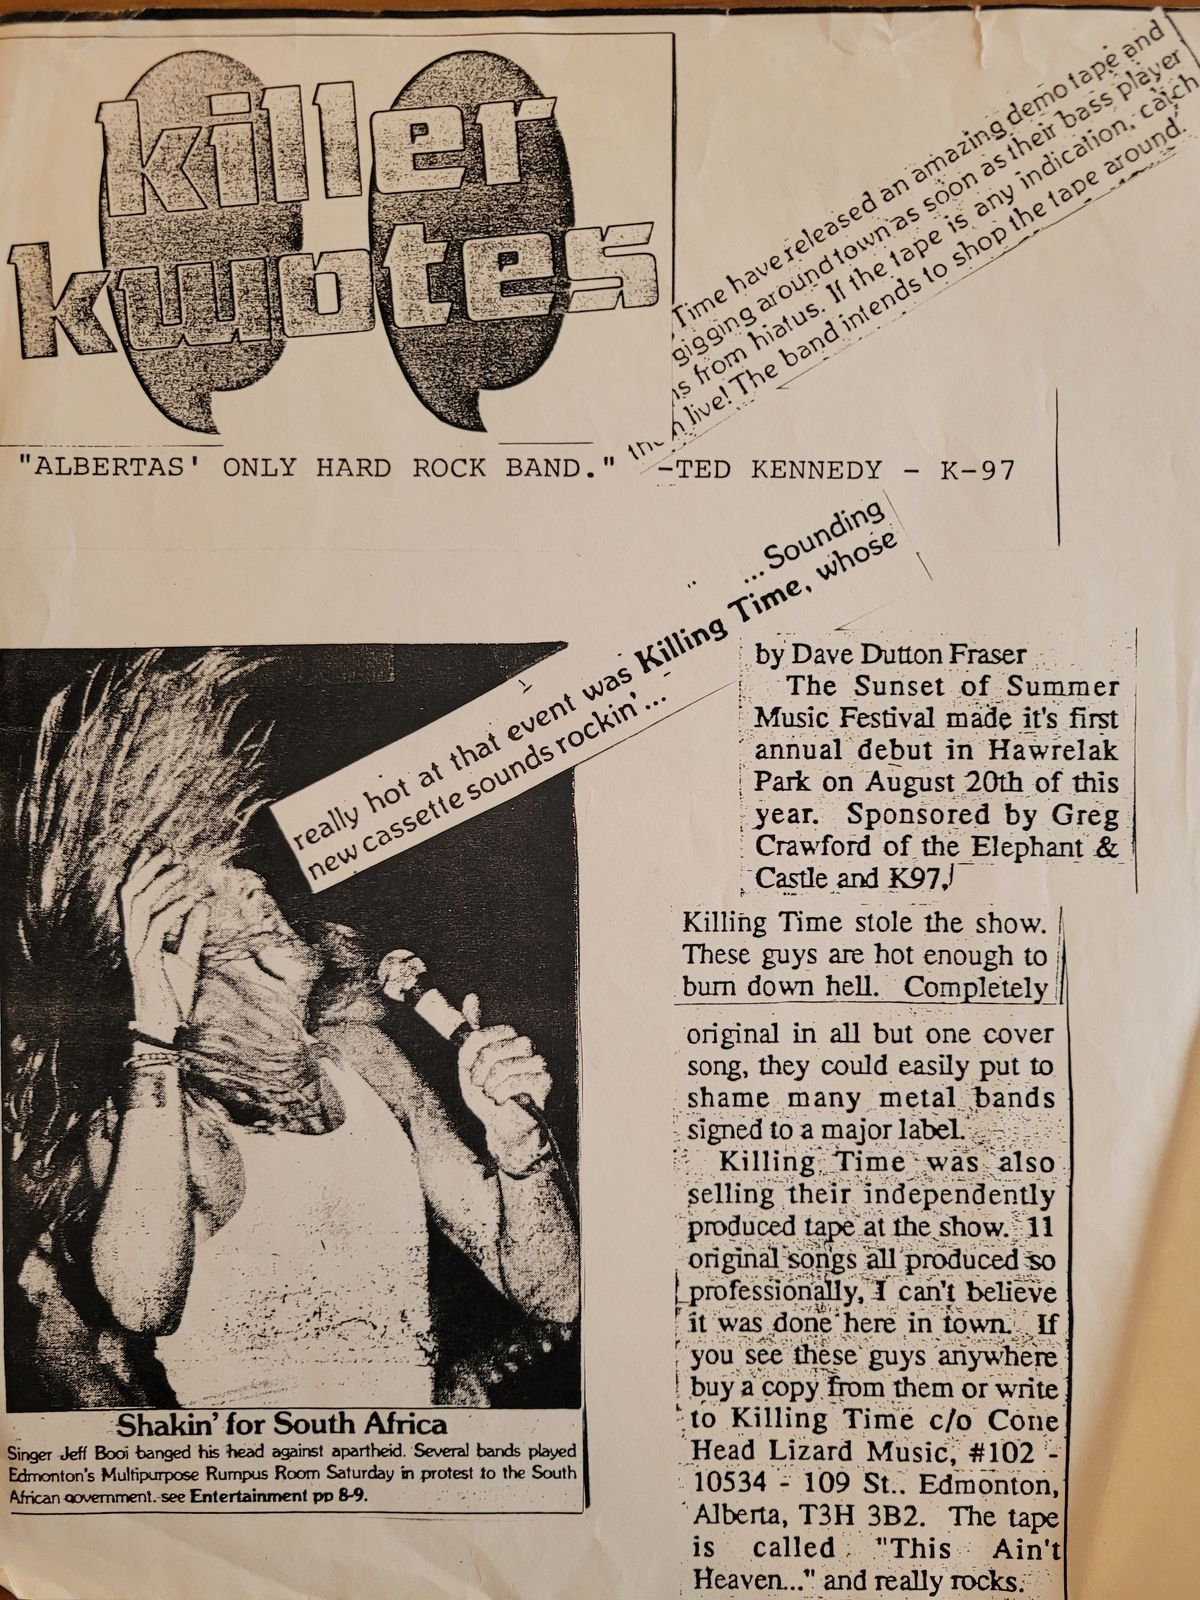 killer
kwotes
Time have released an amazing demo tape and
gigging around town as soon as their bass player
from hiatus. If the tape is any indication, catch
live! The band intends to shop the tape around.
"ALBERTAS' ONLY HARD ROCK BAND." -TED KENNEDY - K-97
...Sounding
really hot at that event was Killing Time, whose
new cassette sounds rockin'...
by Dave Dutton Fraser
The Sunset of Summer
Music Festival made it's first
annual debut in Hawrelak
Park on August 20th of this
year. Sponsored by Greg
Crawford of the Elephant &
Castle and K97,
Killing Time stole the show.
These guys are hot enough to
burn down hell. Completely
original in all but one cover
song, they could easily put to
shame many metal bands
signed to a major label.
Killing Time was also
selling their independently
produced tape at the show. 11
original songs all produced so
professionally, I can't believe
it was done here in town. If
you see these guys anywhere
buy a copy from them or write
to Killing Time c/o Cone
Head Lizard Music, #102 -
10534 - 109 St.. Edmonton,
Alberta, T3H 3B2. The tape
is called "This Ain't
Heaven..." and really rocks.
Shakin' for South Africa
Singer Jeff Booi banged his head against apartheid. Several bands played
Edmonton's Multipurpose Rumpus Room Saturday in protest to the South
African government. see Entertainment pp 8-9.